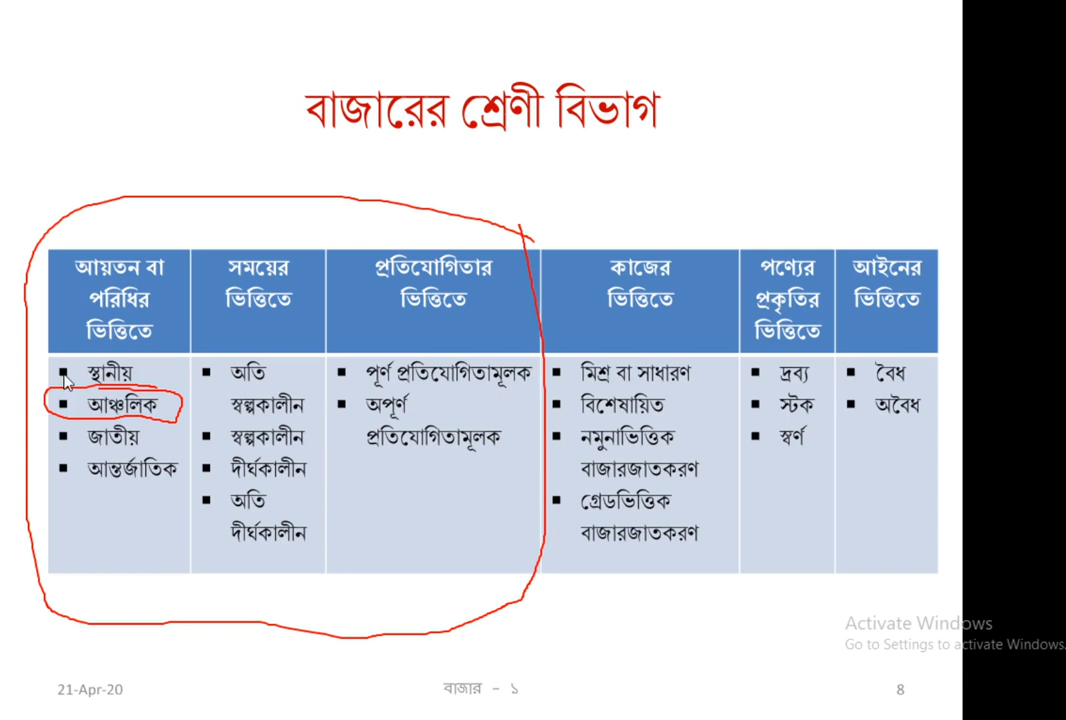 বাজারের শ্রেণী বিভাগ
আয়তন বা
পরিধির
ভিত্তিতে
সময়ের
ভিত্তিতে
প্রতিযোগিতার
ভিত্তিতে
কাজের
ভিত্তিতে
পণ্যের
প্রকৃতির
ভিত্তিতে
আইনের
ভিত্তিতে
▪ স্থানীয়
▪ আঞ্চলিক
▪ জাতীয়
▪ আন্তর্জাতিক
▪ অতি
স্বল্পকালীন
▪ স্বল্পকালীন
▪ দীর্ঘকালীন
▪ অতি
দীর্ঘকালীন
▪ পূর্ণ প্রতিযোগিতামূলক
▪ অপূর্ণ
প্রতিযোগিতামূলক
▪ মিশ্র বা সাধারণ
▪ বিশেষায়িত
▪ নমুনাভিত্তিক
বাজারজাতকরণ
▪ গ্রেডভিত্তিক
বাজারজাতকরণ
▪ দ্রব্য
▪ স্টক
▪ স্বর্ণ
▪ বৈধ
▪ অবৈধ
Activate Windows
Go to Settings to activate Windows.
21-Apr-20
বাজার – ১
8